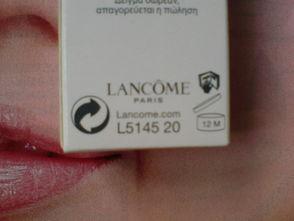 Δείγμα δωρεάν,
απαγορεύεται η πώληση
LANCÔME
PARIS
Lancome.com
L5145 20
12 M